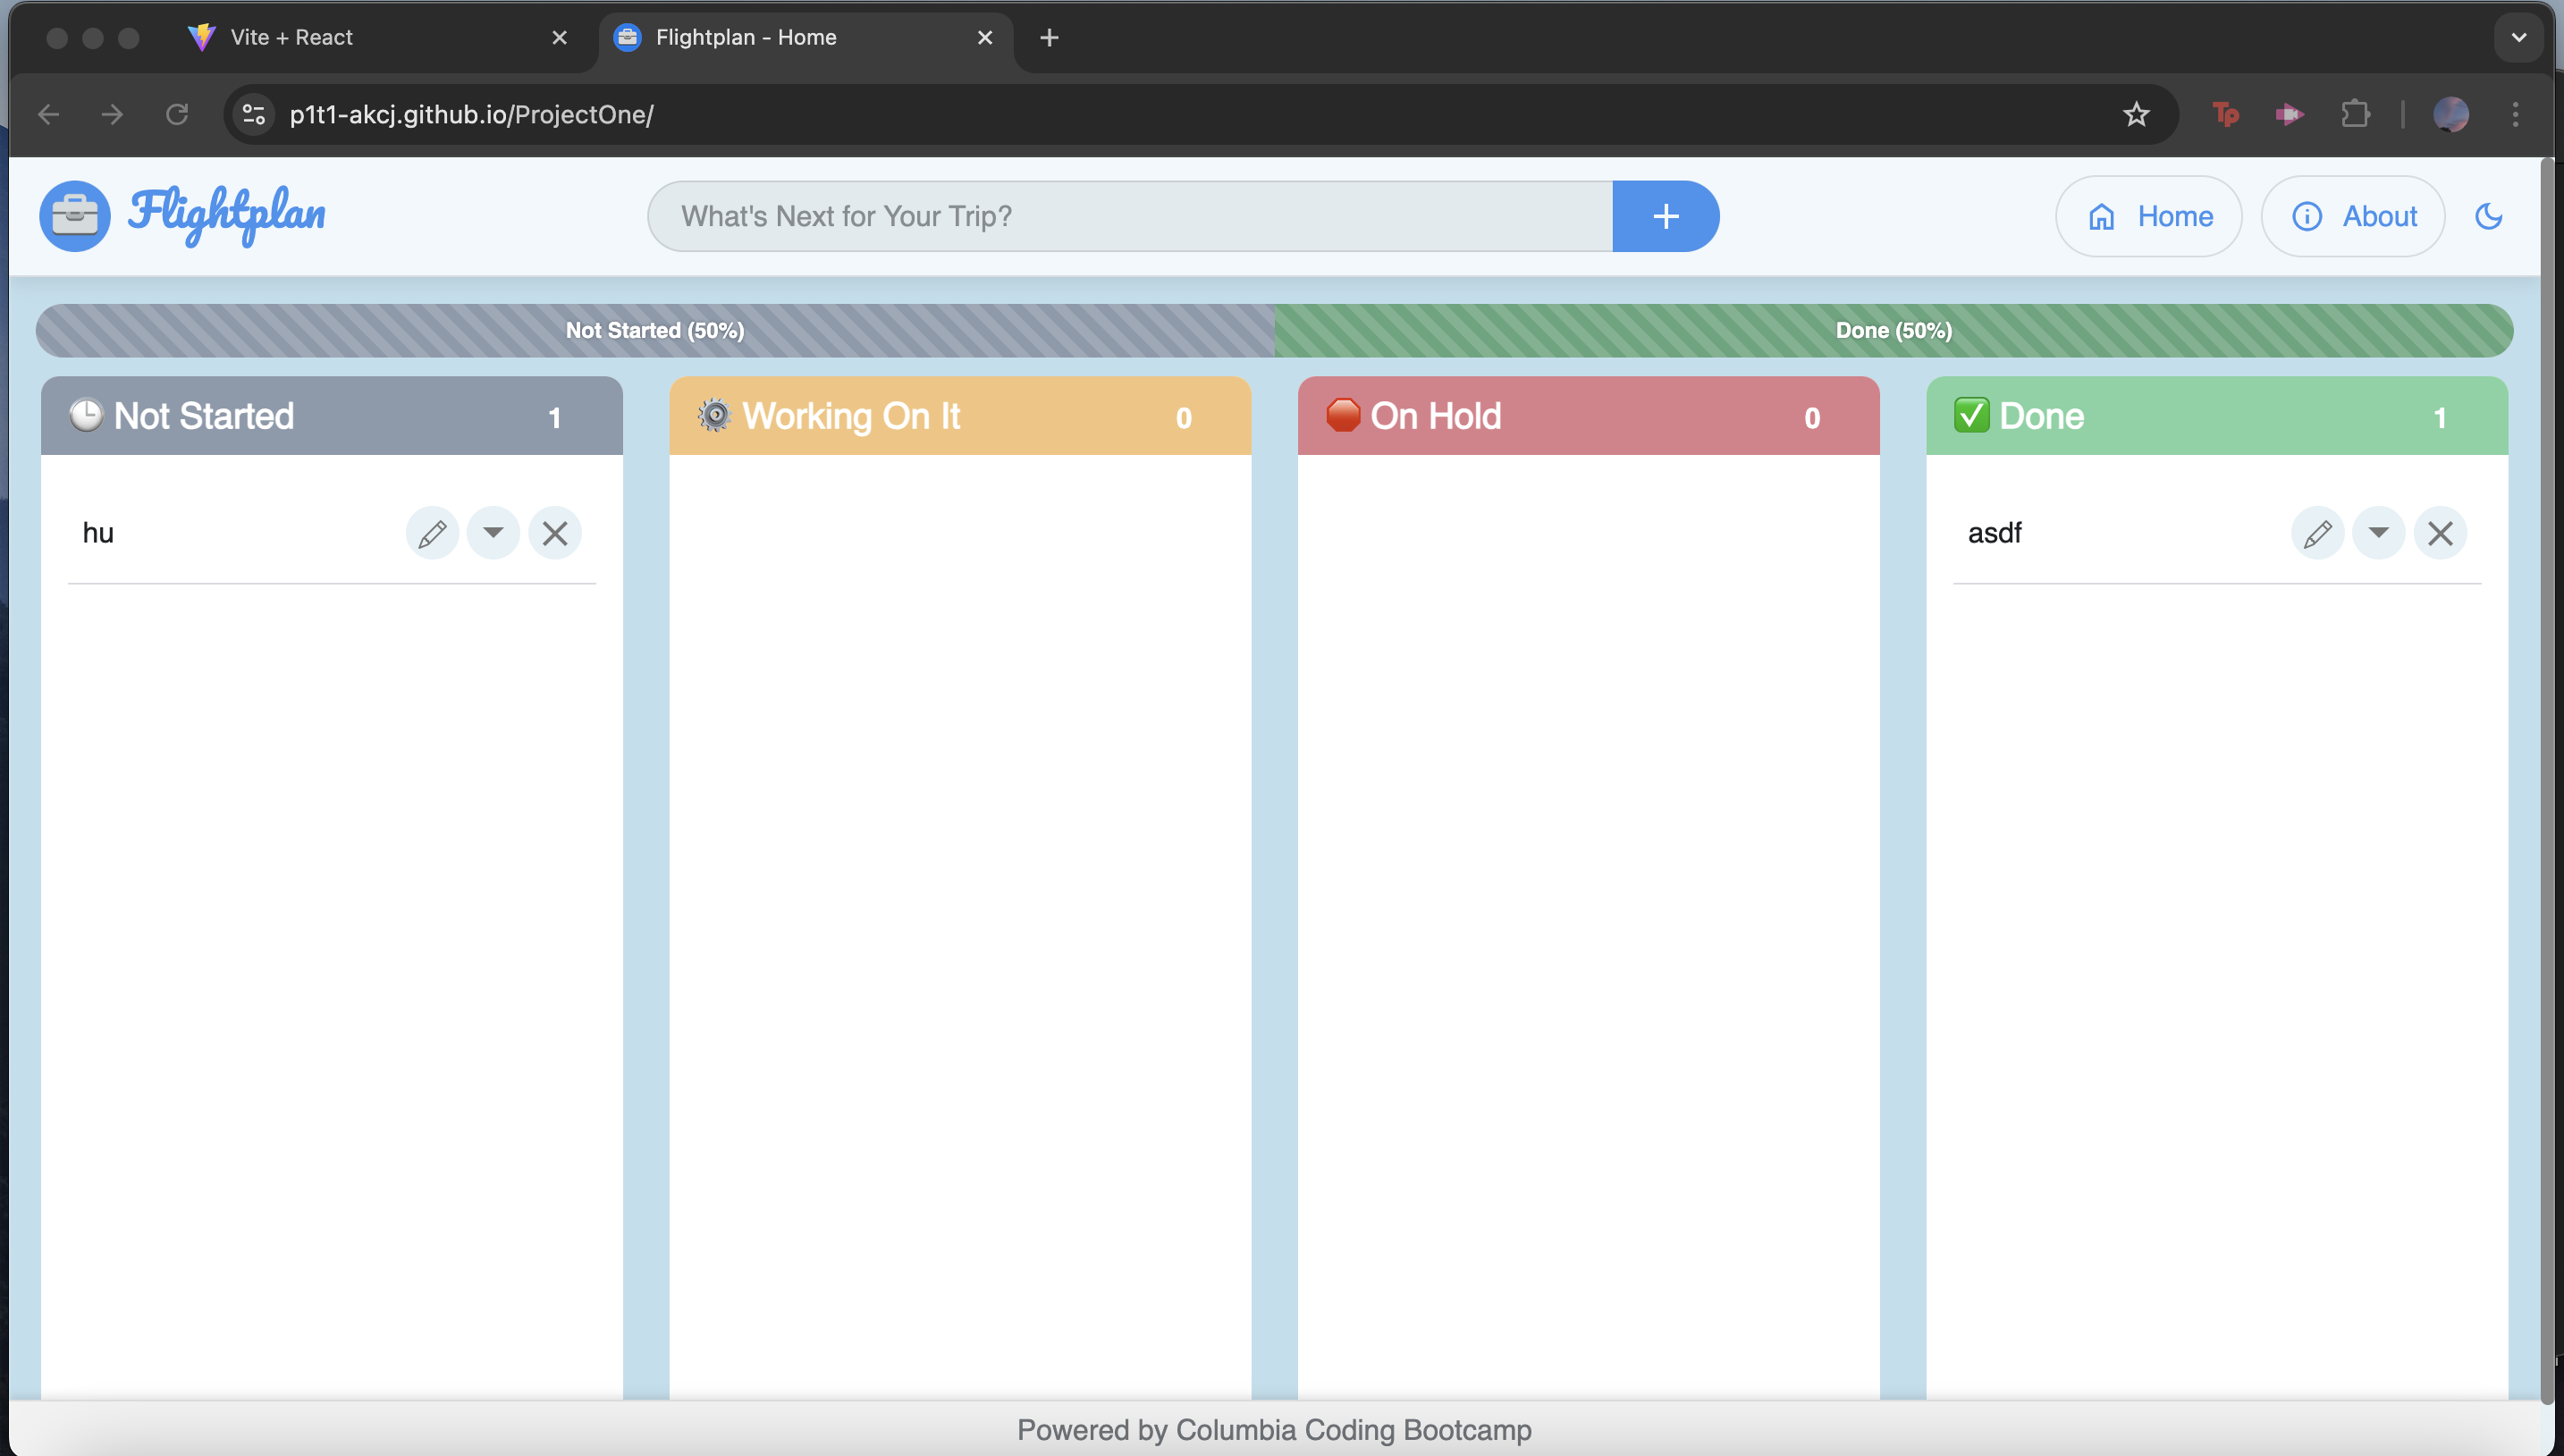 Vite + React
Flightplan - Home
p1t1-akcj.github.io/ProjectOne/
Tp
Flightplan
What's Next for Your Trip?
Home
About
Not Started (50%)
Done (50%)
Not Started 1
Working On It 0
On Hold 0
Done 1
hu
asdf
Powered by Columbia Coding Bootcamp